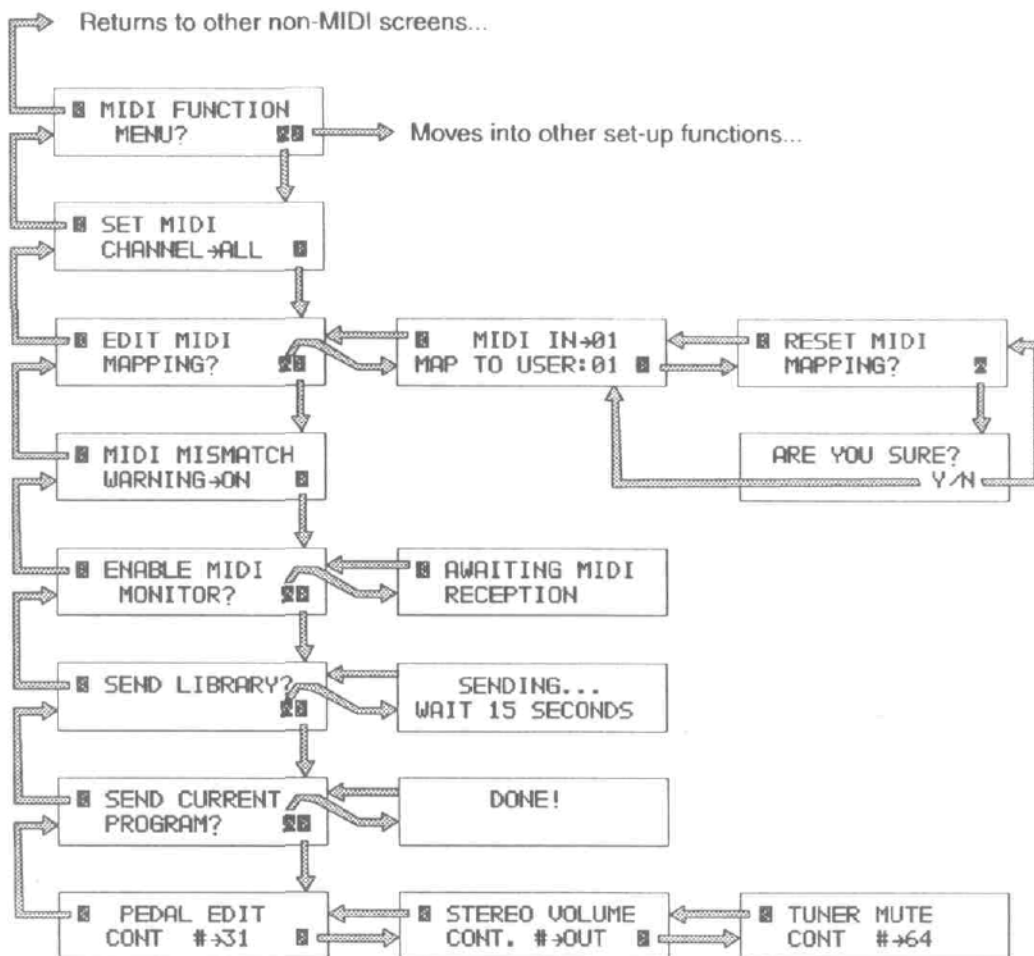 Returns to other non-MIDI screens...
MIDI FUNCTION
MENU?
Moves into other set-up functions...
SET MIDI
CHANNEL→ALL
EDIT MIDI
MAPPING?
MIDI IN→01
MAP TO USER:01
RESET MIDI
MAPPING?
MIDI MISMATCH
WARNING→ON
ARE YOU SURE?
Y/N
ENABLE MIDI
MONITOR?
AWAITING MIDI
RECEPTION
SEND LIBRARY?
SENDING...
WAIT 15 SECONDS
SEND CURRENT
PROGRAM?
DONE!
PEDAL EDIT
CONT #→31
STEREO VOLUME
CONT. #→OUT
TUNER MUTE
CONT #→64